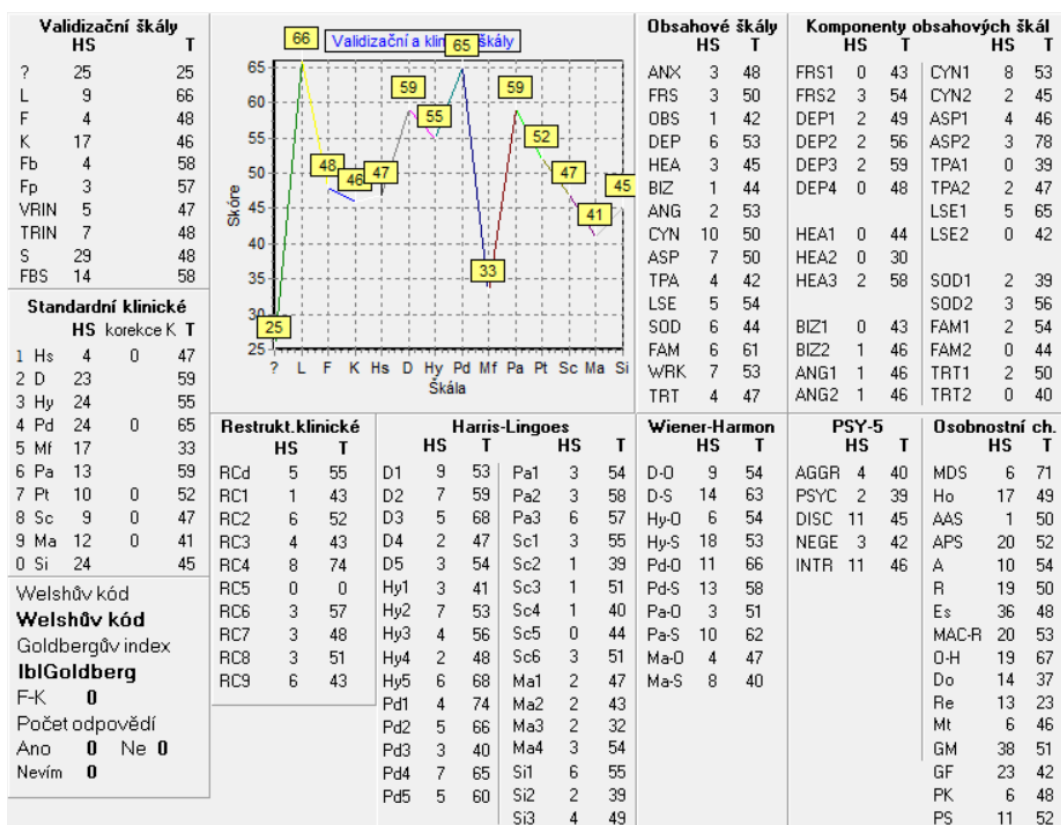 Validizační škály
HS T
? 25 25
L 9 66
F 4 48
K 17 46
Fb 4 58
Fp 3 57
VRIN 5 47
TRIN 7 48
S 29 48
FBS 14 58
Standardní klinické
HS korekce K T
1 Hs 4 0 47
2 D 23 59
3 Hy 24 55
4 Pd 24 0 65
5 Mf 17 33
6 Pa 13 59
7 Pt 10 0 52
8 Sc 9 0 47
9 Ma 12 0 41
0 Si 24 45
Welshův kód
Welshův kód
Goldbergův index
lblGoldberg
F-K 0
Počet odpovědí
Ano 0 Ne 0
Nevím 0
Validizační a klin škály
Skóre
65
60
55
50
45
40
35
30
25
25 66 48 46 47 59 55 65 33 59 52 47 41 45
? L F K Hs D Hy Pd Mf Pa Pt Sc Ma Si
Škála
Obsahové škály
HS T
ANX 3 48
FRS 3 50
OBS 1 42
DEP 6 53
HEA 3 45
BIZ 1 44
ANG 2 53
CYN 10 50
ASP 7 50
TPA 4 42
LSE 5 54
SOD 6 44
FAM 6 61
WRK 7 53
TRT 4 47
Komponenty obsahových škál
HS T HS T
FRS1 0 43 CYN1 8 53
FRS2 3 54 CYN2 2 45
DEP1 2 49 ASP1 4 46
DEP2 2 56 ASP2 3 78
DEP3 2 59 TPA1 0 39
DEP4 0 48 TPA2 2 47
LSE1 5 65
HEA1 0 44 LSE2 0 42
HEA2 0 30
HEA3 2 58 SOD1 2 39
SOD2 3 56
BIZ1 0 43 FAM1 2 54
BIZ2 1 46 FAM2 0 44
ANG1 1 46 TRT1 2 50
ANG2 1 46 TRT2 0 40
Restrukt.klinické
HS T
RCd 5 55
RC1 1 43
RC2 6 52
RC3 4 43
RC4 8 74
RC5 0 0
RC6 3 57
RC7 3 48
RC8 3 51
RC9 6 43
Harris-Lingoes
HS T HS T
D1 9 53 Pa1 3 54
D2 7 59 Pa2 3 58
D3 5 68 Pa3 6 57
D4 2 47 Sc1 3 55
D5 3 54 Sc2 1 39
Hy1 3 41 Sc3 1 51
Hy2 7 53 Sc4 1 40
Hy3 4 56 Sc5 0 44
Hy4 2 48 Sc6 3 51
Hy5 6 68 Ma1 2 47
Pd1 4 74 Ma2 2 43
Pd2 5 66 Ma3 2 32
Pd3 3 40 Ma4 3 54
Pd4 7 65 Si1 6 55
Pd5 5 60 Si2 2 39
Si3 4 49
Wiener-Harmon
HS T
D-O 9 54
D-S 14 63
Hy-O 6 54
Hy-S 18 53
Pd-O 11 66
Pd-S 13 58
Pa-O 3 51
Pa-S 10 62
Ma-O 4 47
Ma-S 8 40
PSY-5
HS T
AGGR 4 40
PSYC 2 39
DISC 11 45
NEGE 3 42
INTR 11 46
Osobnostní ch.
HS T
MDS 6 71
Ho 17 49
AAS 1 50
APS 20 52
A 10 54
R 19 50
Es 36 48
MAC-R 20 53
O-H 19 67
Do 14 37
Re 13 23
Mt 6 46
GM 38 51
GF 23 42
PK 6 48
PS 11 52